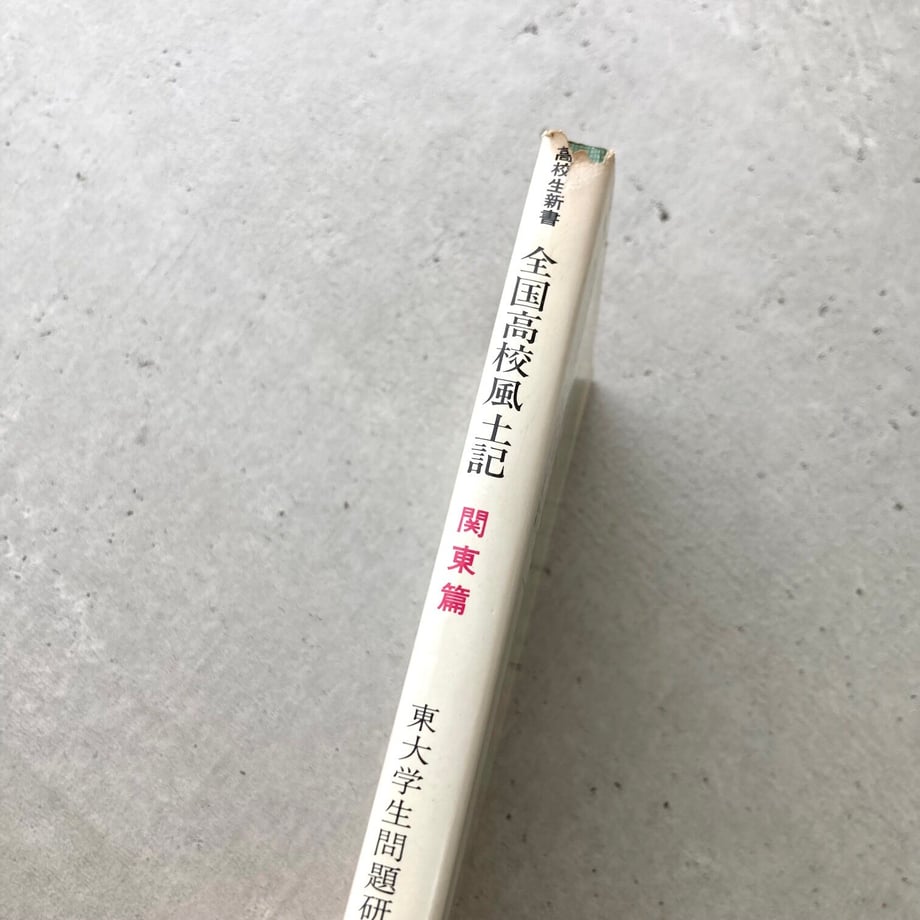 高校生新書
全国高校風土記
関東篇
東大学生問題研